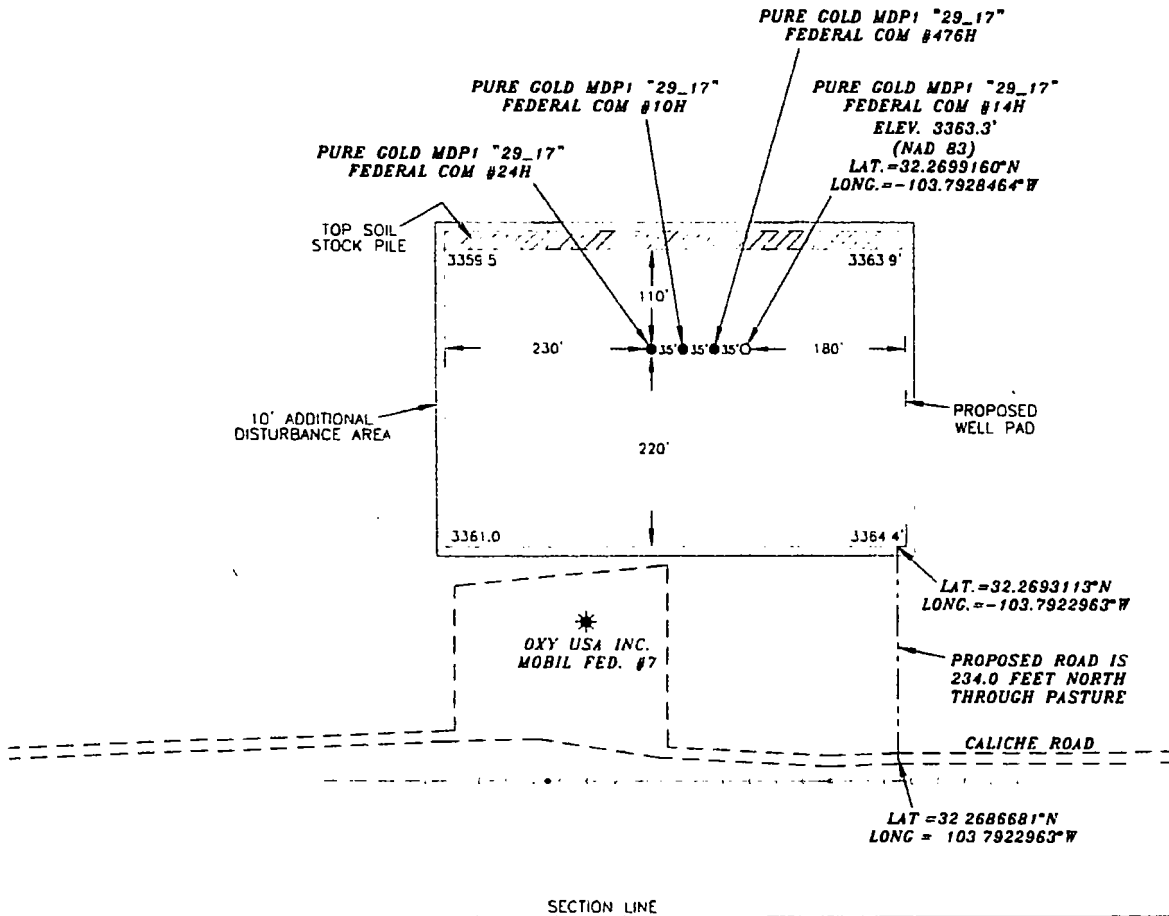 PURE GOLD MDP1 "29_17"
FEDERAL COM #476H
PURE GOLD MDP1 "29_17"
FEDERAL COM #10H
PURE GOLD MDP1 "29_17"
FEDERAL COM #14H
ELEV. 3363.3'
(NAD 83)
LAT.=32.2699160°N
LONG.=-103.7928464°W
PURE GOLD MDP1 "29_17"
FEDERAL COM #24H
TOP SOIL
STOCK PILE
3359 5
3363 9'
110'
230'
35'
35'
35'
180'
10' ADDITIONAL
DISTURBANCE AREA
PROPOSED
WELL PAD
220'
3361.0
3364 4'
LAT.=32.2693113°N
LONG.=-103.7922963°W
OXY USA INC.
MOBIL FED. #7
PROPOSED ROAD IS
234.0 FEET NORTH
THROUGH PASTURE
CALICHE ROAD
LAT =32 2686681°N
LONG = 103 7922963°W
SECTION LINE